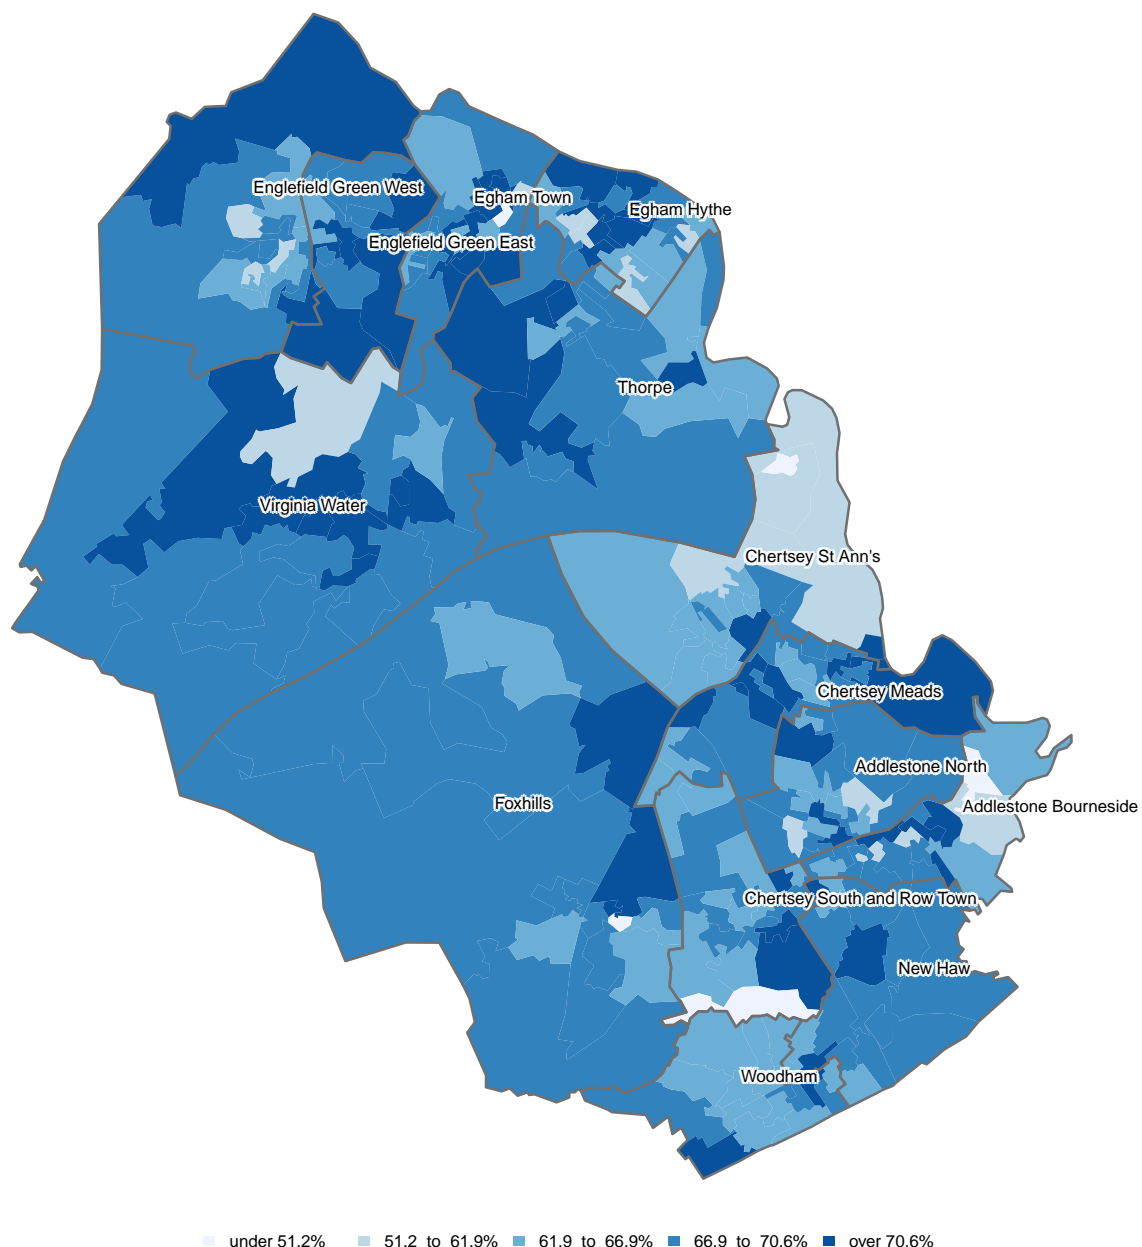 Englefield Green West
Egham Town
Egham Hythe
Englefield Green East
Thorpe
Virginia Water
Chertsey St Ann's
Chertsey Meads
Addlestone North
Foxhills
Addlestone Bourneside
Chertsey South and Row Town
New Haw
Woodham
under 51.2% 51.2 to 61.9% 61.9 to 66.9% 66.9 to 70.6% over 70.6%